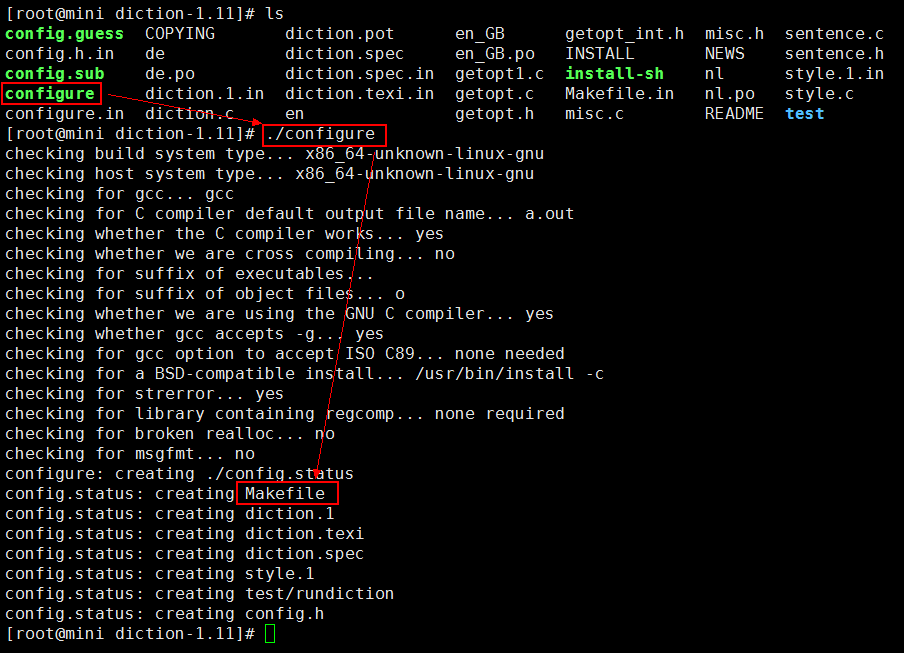 [root@mini diction-1.11]# ls
config.guess COPYING diction.pot en_GB getopt_int.h misc.h sentence.c
config.h.in de diction.spec en_GB.po INSTALL NEWS sentence.h
config.sub de.po diction.spec.in getopt1.c install-sh nl style.1.in
configure diction.1.in diction.texi.in getopt.c Makefile.in nl.po style.c
configure.in diction.c en getopt.h misc.c README test
[root@mini diction-1.11]# ./configure
checking build system type... x86_64-unknown-linux-gnu
checking host system type... x86_64-unknown-linux-gnu
checking for gcc... gcc
checking for C compiler default output file name... a.out
checking whether the C compiler works... yes
checking whether we are cross compiling... no
checking for suffix of executables...
checking for suffix of object files... o
checking whether we are using the GNU C compiler... yes
checking whether gcc accepts -g... yes
checking for gcc option to accept ISO C89... none needed
checking for a BSD-compatible install... /usr/bin/install -c
checking for strerror... yes
checking for library containing regcomp... none required
checking for broken realloc... no
checking for msgfmt... no
configure: creating ./config.status
config.status: creating Makefile
config.status: creating diction.1
config.status: creating diction.texi
config.status: creating diction.spec
config.status: creating style.1
config.status: creating test/rundiction
config.status: creating config.h
[root@mini diction-1.11]#